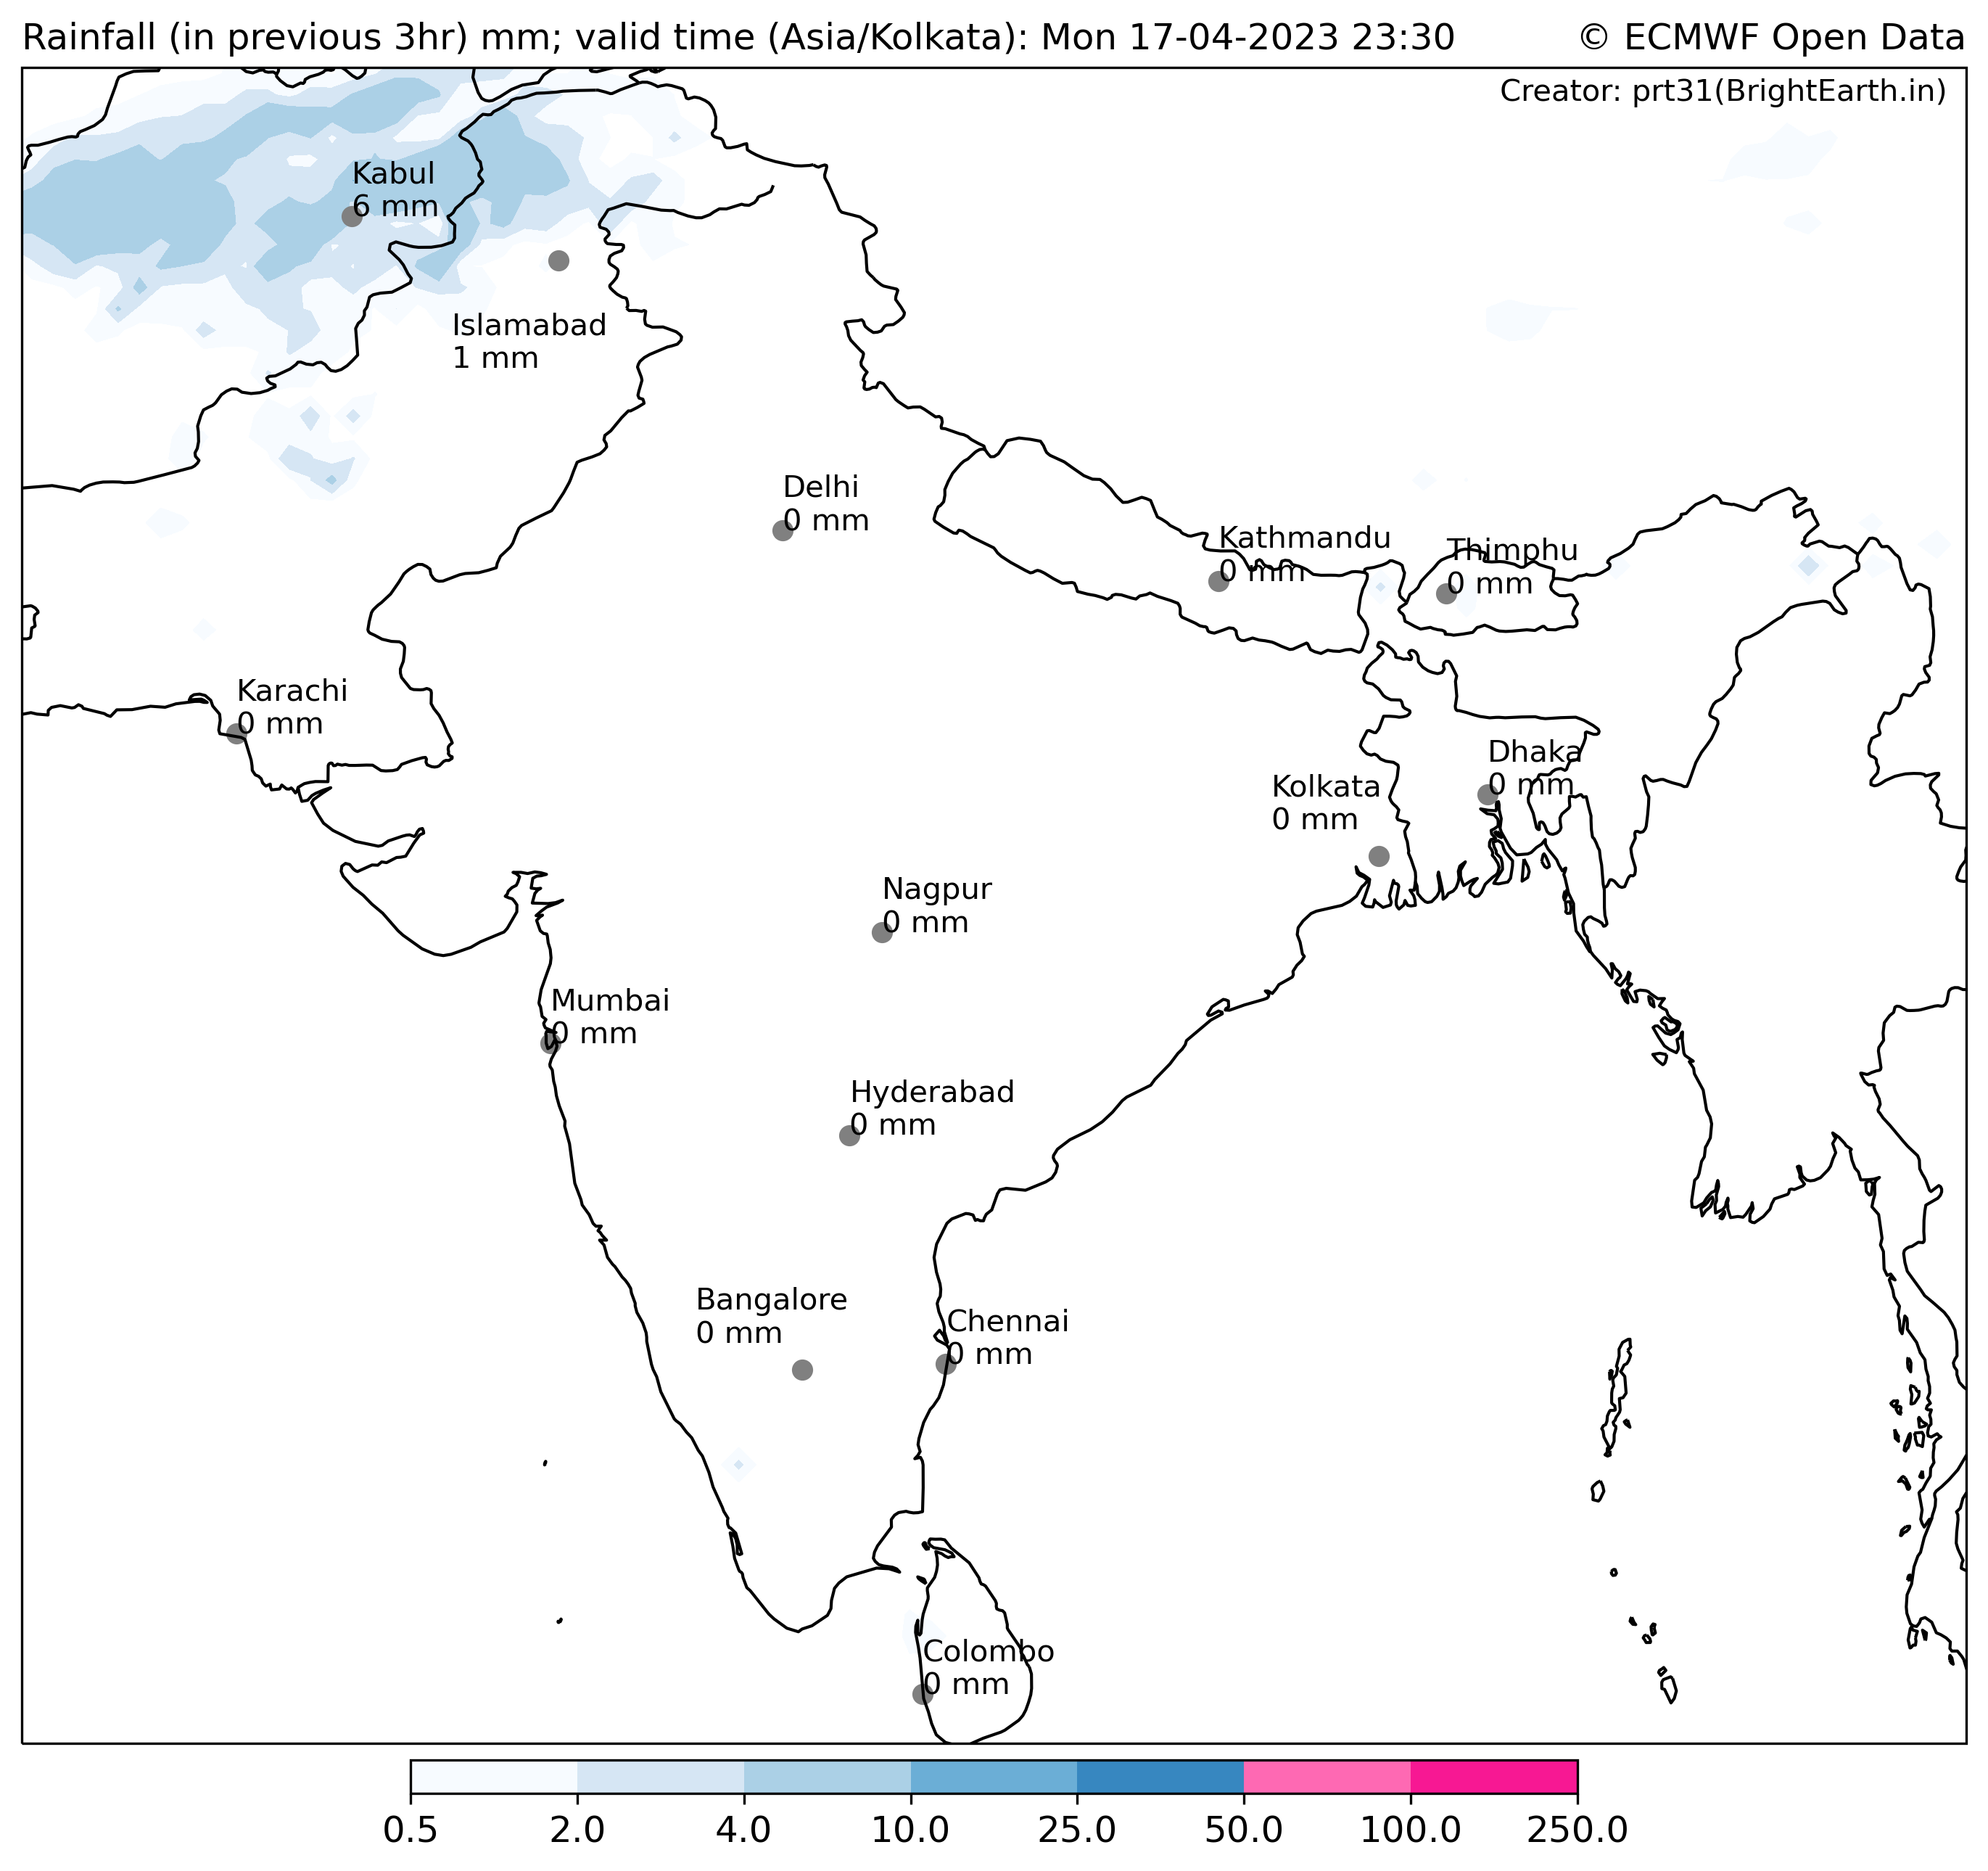 Rainfall (in previous 3hr) mm; valid time (Asia/Kolkata): Mon 17-04-2023 23:30
© ECMWF Open Data
Creator: prt31(BrightEarth.in)
Kabul
6 mm
Islamabad
1 mm
Delhi
0 mm
Kathmandu
0 mm
Thimphu
0 mm
Karachi
0 mm
Dhaka
0 mm
Kolkata
0 mm
Nagpur
0 mm
Mumbai
0 mm
Hyderabad
0 mm
Bangalore
0 mm
Chennai
0 mm
Colombo
0 mm
0.5 2.0 4.0 10.0 25.0 50.0 100.0 250.0